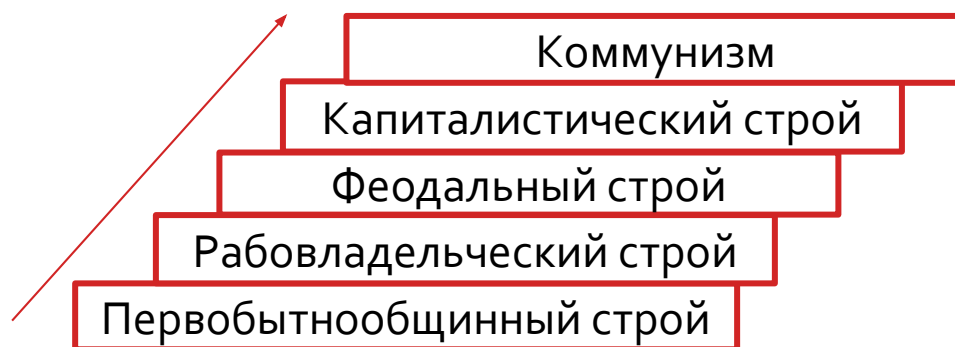 Коммунизм
Капиталистический строй
Феодальный строй
Рабовладельческий строй
Первобытнообщинный строй